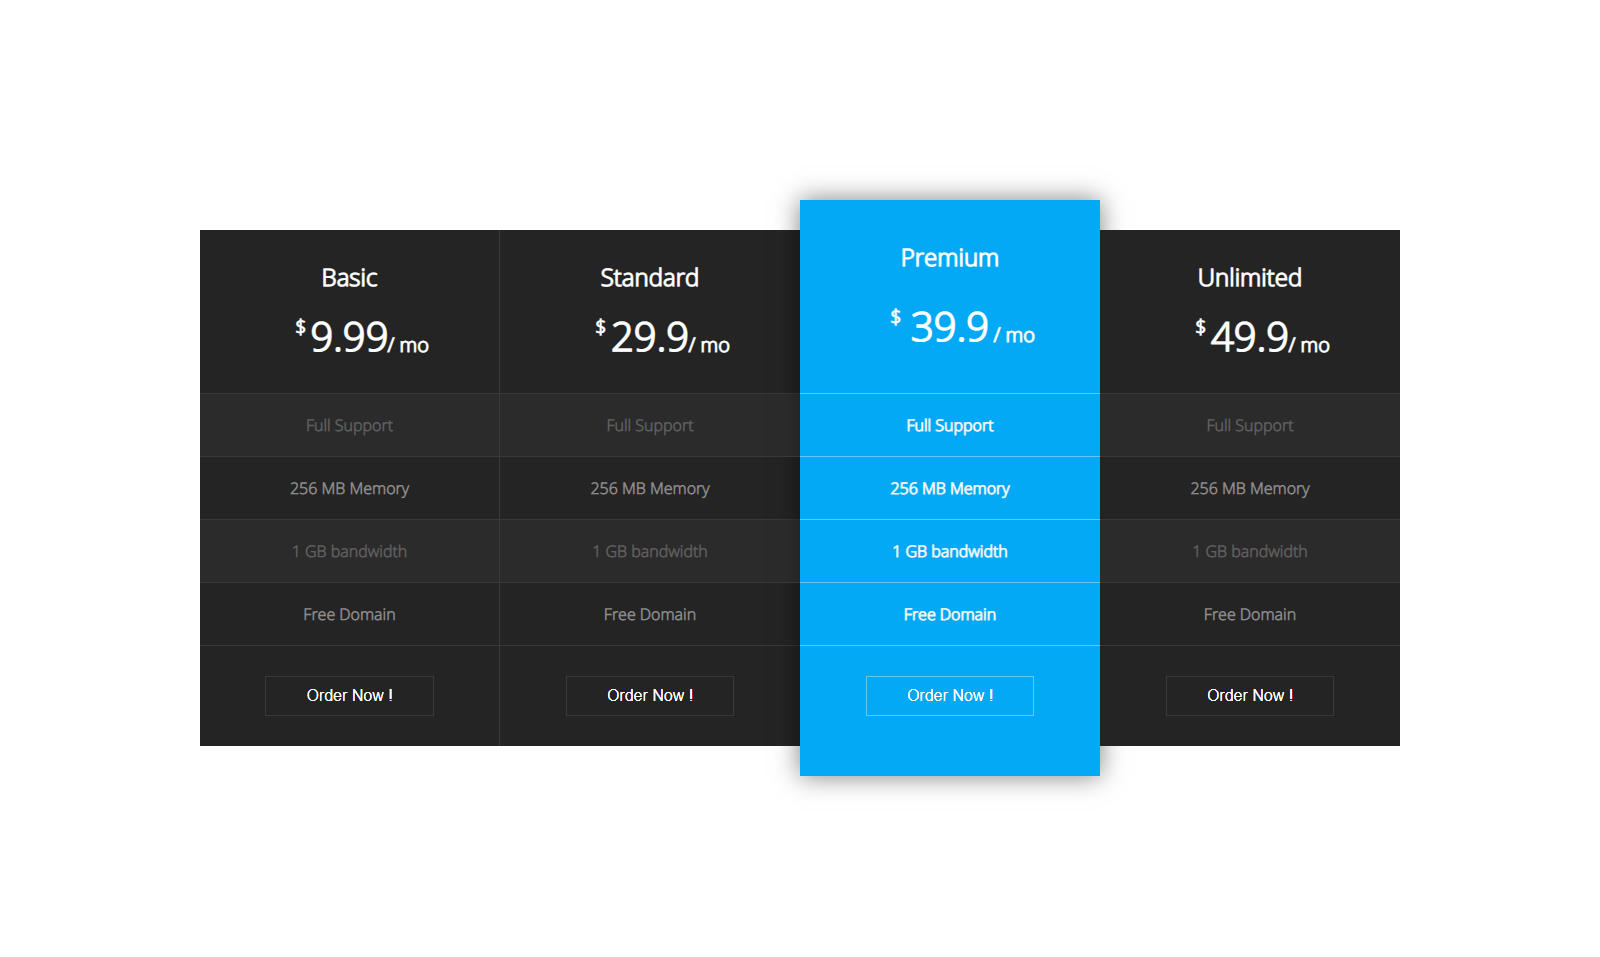 Basic
$ 9.99/ mo
Full Support
256 MB Memory
1 GB bandwidth
Free Domain
Order Now !
Standard
$ 29.9/ mo
Full Support
256 MB Memory
1 GB bandwidth
Free Domain
Order Now !
Premium
$ 39.9 / mo
Full Support
256 MB Memory
1 GB bandwidth
Free Domain
Order Now !
Unlimited
$ 49.9/ mo
Full Support
256 MB Memory
1 GB bandwidth
Free Domain
Order Now !